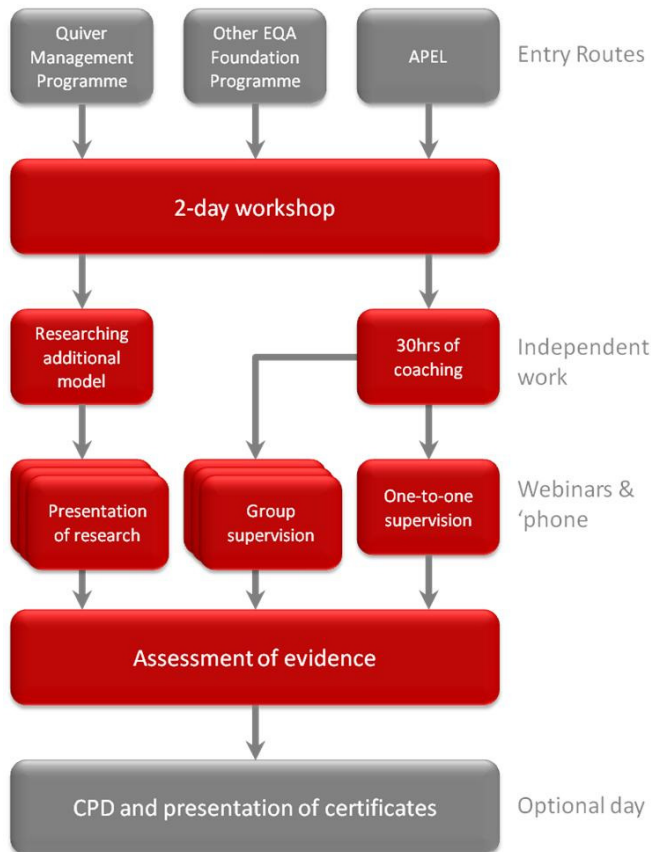 Quiver
Management
Programme
Other EQA
Foundation
Programme
APEL
Entry Routes
2-day workshop
Researching
additional
model
30hrs of
coaching
Independent
work
Presentation
of research
Group
supervision
One-to-one
supervision
Webinars &
‘phone
Assessment of evidence
CPD and presentation of certificates
Optional day